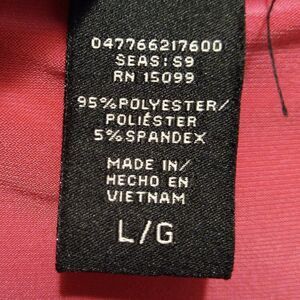 047766217600
SEAS: S9
RN 15099
95% POLYESTER/
POLIÉSTER
5% SPANDEX
MADE IN/
HECHO EN
VIETNAM
L/G